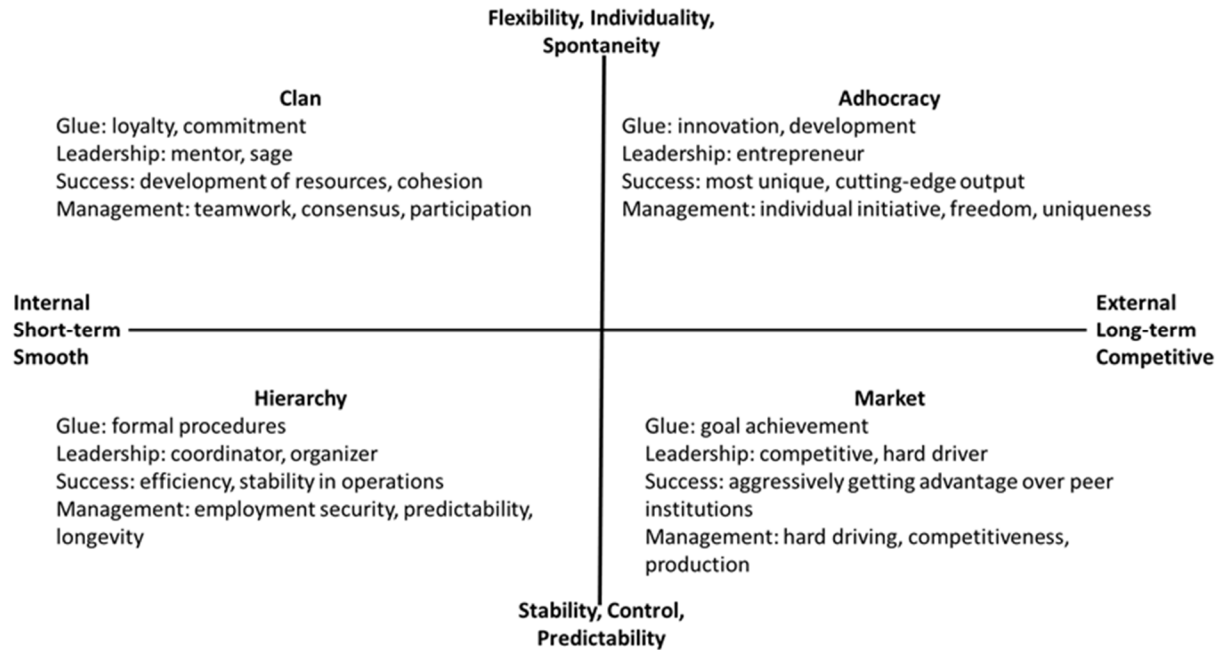 Flexibility, Individuality,
Spontaneity
Clan
Glue: loyalty, commitment
Leadership: mentor, sage
Success: development of resources, cohesion
Management: teamwork, consensus, participation
Adhocracy
Glue: innovation, development
Leadership: entrepreneur
Success: most unique, cutting-edge output
Management: individual initiative, freedom, uniqueness
Internal
Short-term
Smooth
External
Long-term
Competitive
Hierarchy
Glue: formal procedures
Leadership: coordinator, organizer
Success: efficiency, stability in operations
Management: employment security, predictability,
longevity
Market
Glue: goal achievement
Leadership: competitive, hard driver
Success: aggressively getting advantage over peer
institutions
Management: hard driving, competitiveness,
production
Stability, Control,
Predictability